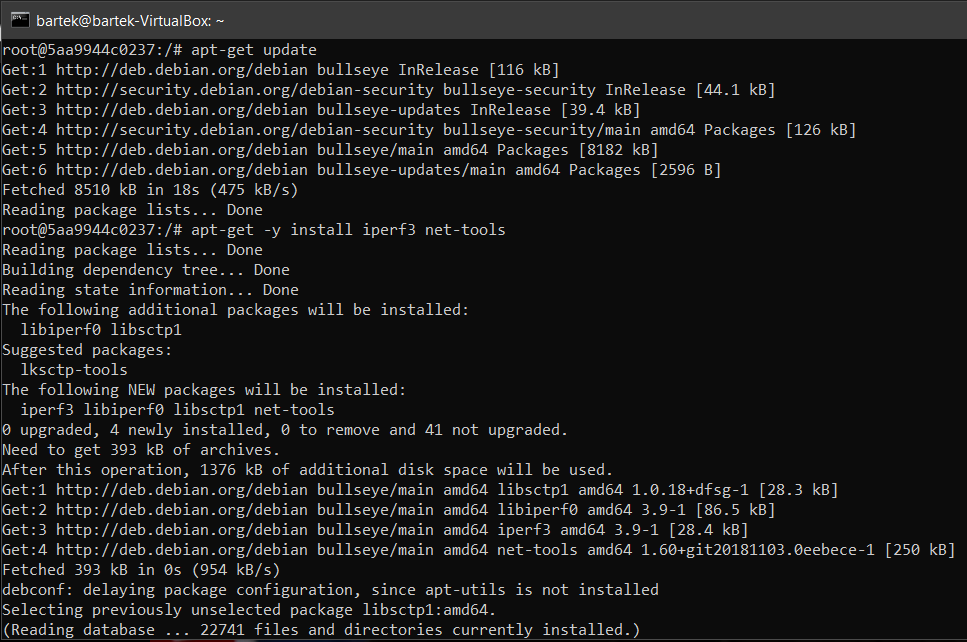 bartek@bartek-VirtualBox: ~
root@5aa9944c0237:/# apt-get update
Get:1 http://deb.debian.org/debian bullseye InRelease [116 kB]
Get:2 http://security.debian.org/debian-security bullseye-security InRelease [44.1 kB]
Get:3 http://deb.debian.org/debian bullseye-updates InRelease [39.4 kB]
Get:4 http://security.debian.org/debian-security bullseye-security/main amd64 Packages [126 kB]
Get:5 http://deb.debian.org/debian bullseye/main amd64 Packages [8182 kB]
Get:6 http://deb.debian.org/debian bullseye-updates/main amd64 Packages [2596 B]
Fetched 8510 kB in 18s (475 kB/s)
Reading package lists... Done
root@5aa9944c0237:/# apt-get -y install iperf3 net-tools
Reading package lists... Done
Building dependency tree... Done
Reading state information... Done
The following additional packages will be installed:
  libiperf0 libsctp1
Suggested packages:
  lksctp-tools
The following NEW packages will be installed:
  iperf3 libiperf0 libsctp1 net-tools
0 upgraded, 4 newly installed, 0 to remove and 41 not upgraded.
Need to get 393 kB of archives.
After this operation, 1376 kB of additional disk space will be used.
Get:1 http://deb.debian.org/debian bullseye/main amd64 libsctp1 amd64 1.0.18+dfsg-1 [28.3 kB]
Get:2 http://deb.debian.org/debian bullseye/main amd64 libiperf0 amd64 3.9-1 [86.5 kB]
Get:3 http://deb.debian.org/debian bullseye/main amd64 iperf3 amd64 3.9-1 [28.4 kB]
Get:4 http://deb.debian.org/debian bullseye/main amd64 net-tools amd64 1.60+git20181103.0eebece-1 [250 kB]
Fetched 393 kB in 0s (954 kB/s)
debconf: delaying package configuration, since apt-utils is not installed
Selecting previously unselected package libsctp1:amd64.
(Reading database ... 22741 files and directories currently installed.)